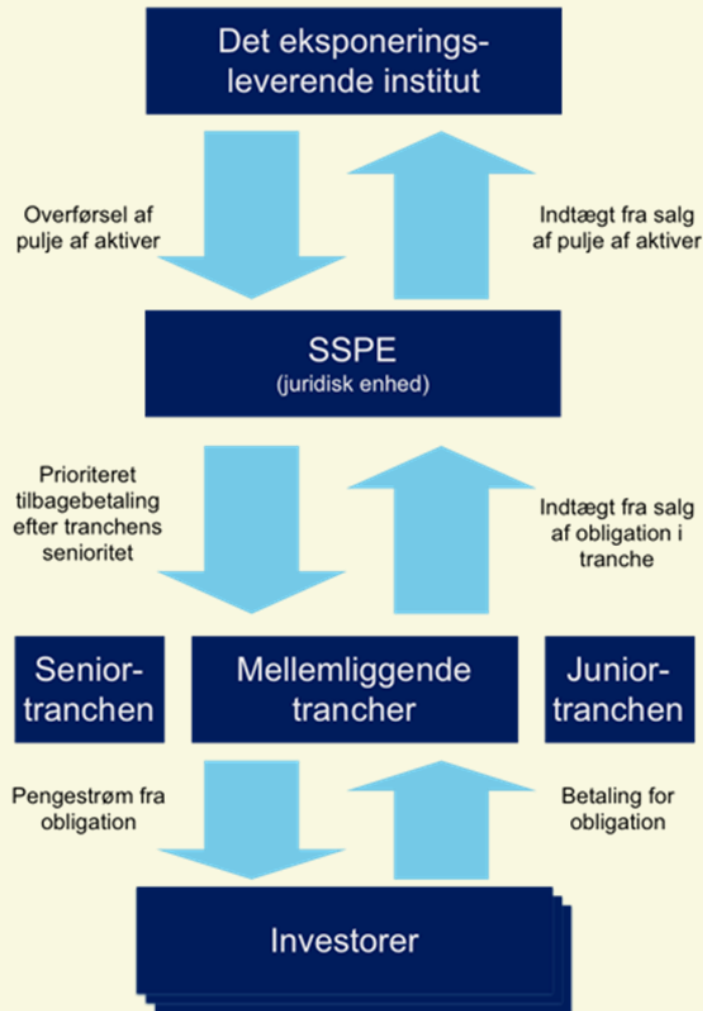 Det eksponerings-
leverende institut
Overførsel af
pulje af aktiver
Indtægt fra salg
af pulje af aktiver
SSPE
(juridisk enhed)
Prioriteret
tilbagebetaling
efter tranchens
senioritet
Indtægt fra salg
af obligation i
tranche
Senior-
tranchen
Mellemliggende
trancher
Junior-
tranchen
Pengestrøm fra
obligation
Betaling for
obligation
Investorer